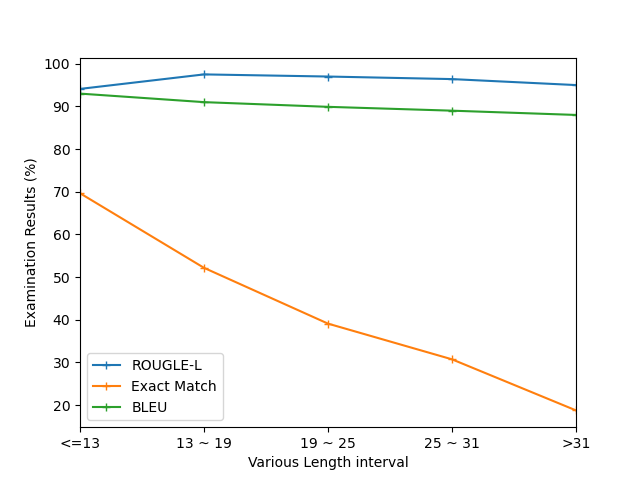 100
90
80
70
60
50
40
30
20
Examination Results (%)
ROUGLE-L
Exact Match
BLEU
<=13
13 ~ 19
19 ~ 25
25 ~ 31
>31
Various Length interval